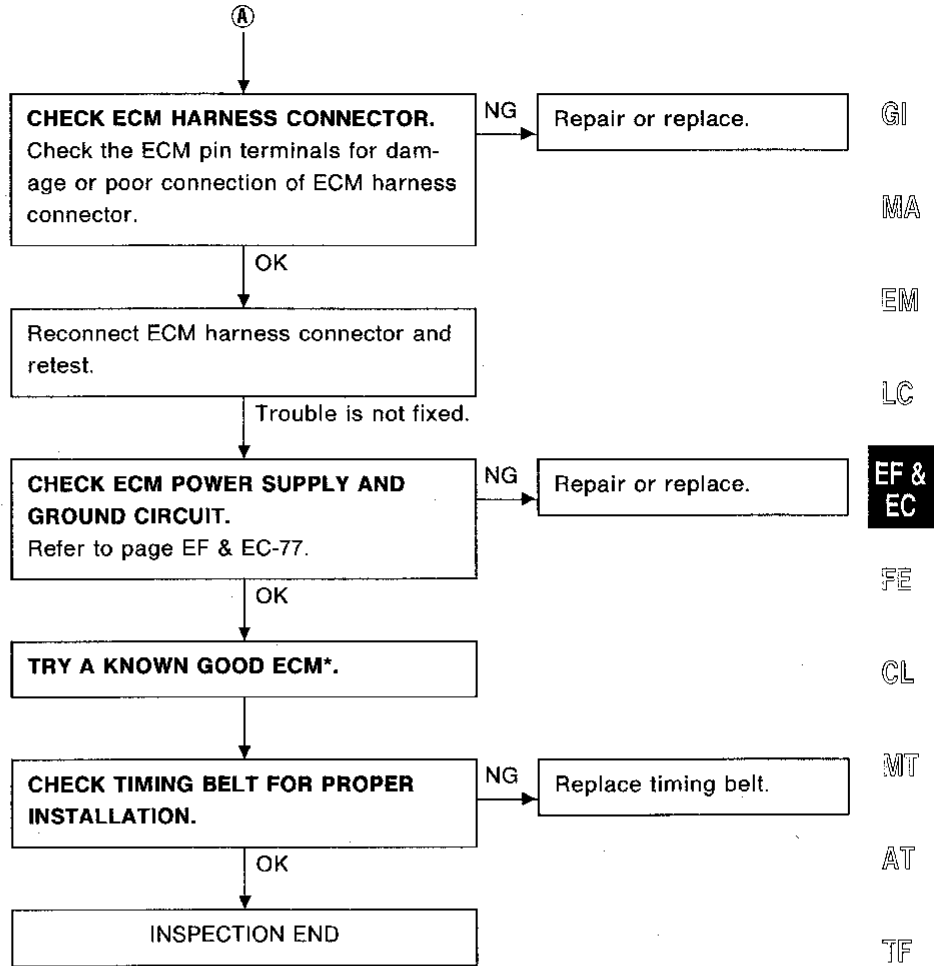 A
CHECK ECM HARNESS CONNECTOR.
Check the ECM pin terminals for dam-
age or poor connection of ECM harness
connector.
NG
Repair or replace.
OK
Reconnect ECM harness connector and
retest.
Trouble is not fixed.
CHECK ECM POWER SUPPLY AND
GROUND CIRCUIT.
Refer to page EF & EC-77.
NG
Repair or replace.
OK
TRY A KNOWN GOOD ECM*.
CHECK TIMING BELT FOR PROPER
INSTALLATION.
NG
Replace timing belt.
OK
INSPECTION END
GI
MA
EM
LC
EF &
EC
FE
CL
MT
AT
TF